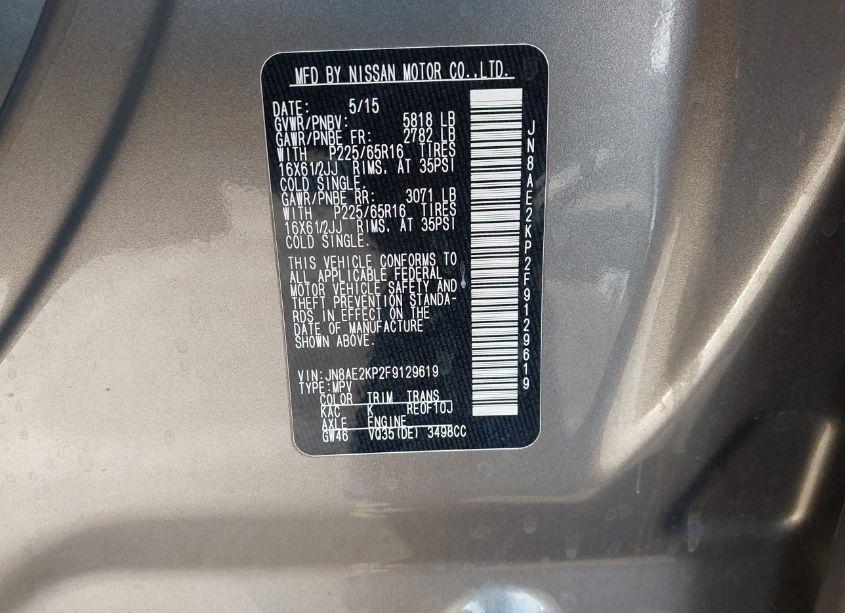 MFD BY NISSAN MOTOR CO.,LTD.
DATE: 5/15
GVWR/PNBV: 5818 LB
GAWR/PNBE FR: 2782 LB
WITH P225/65R16 TIRES
16X61/2JJ RIMS. AT 35PSI
COLD SINGLE.
GAWR/PNBE RR: 3071 LB
WITH P225/65R16 TIRES
16X61/2JJ RIMS. AT 35PSI
COLD SINGLE.
THIS VEHICLE CONFORMS TO
ALL APPLICABLE FEDERAL
MOTOR VEHICLE SAFETY AND
THEFT PREVENTION STANDA-
RDS IN EFFECT ON THE
DATE OF MANUFACTURE
SHOWN ABOVE.
VIN:JN8AE2KP2F9129619
TYPE:MPV
COLOR TRIM TRANS
KAC K RE0F10J
AXLE ENGINE
GW46 VQ35(DE) 3498CC
JN8AE2KP2F9129619